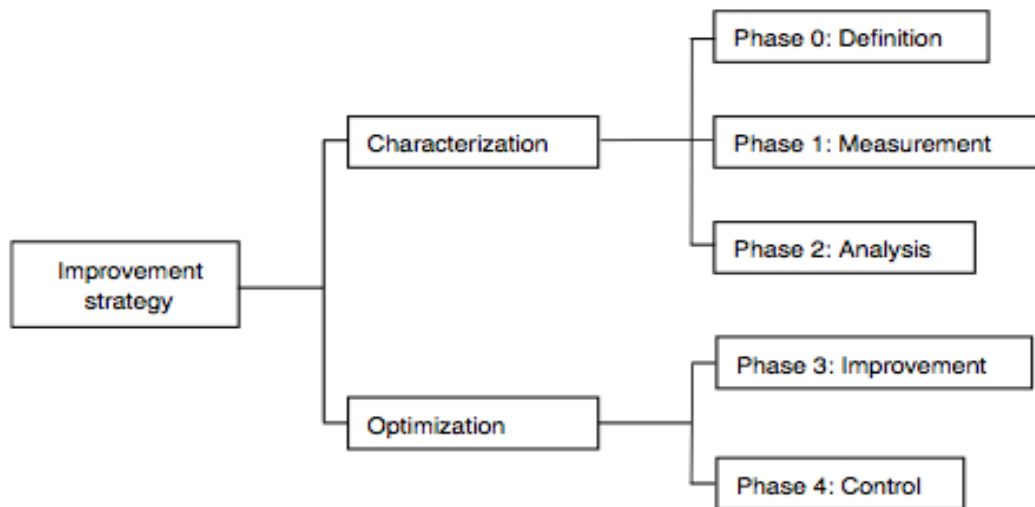 Phase 0: Definition
Characterization
Phase 1: Measurement
Phase 2: Analysis
Improvement
strategy
Phase 3: Improvement
Optimization
Phase 4: Control